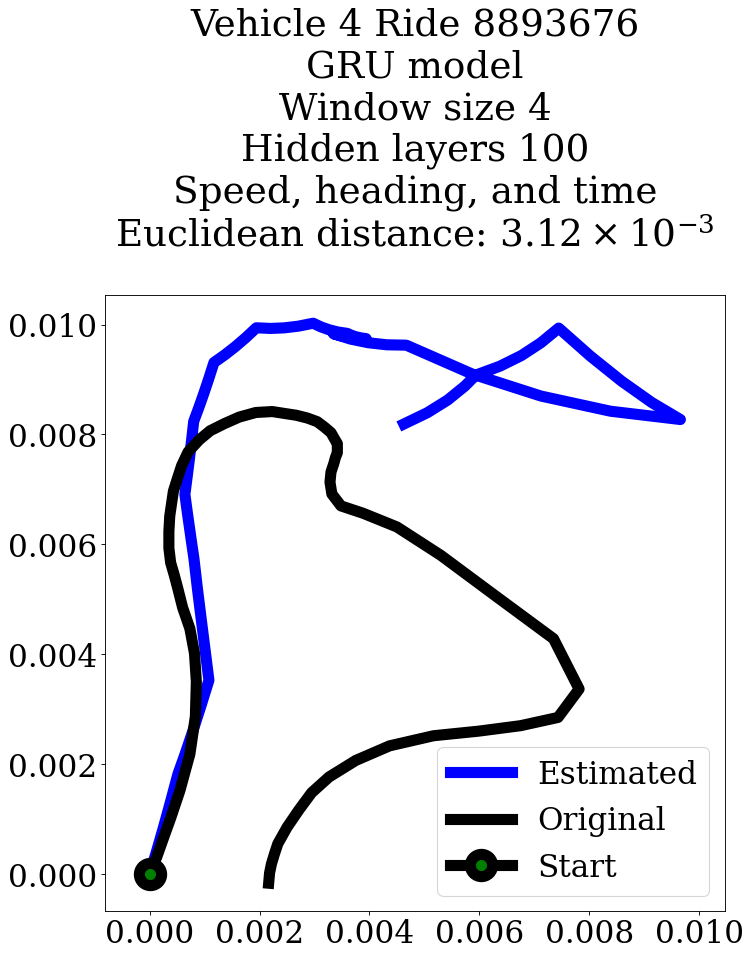 Vehicle 4 Ride 8893676
GRU model
Window size 4
Hidden layers 100
Speed, heading, and time
Euclidean distance: 3.12 × 10⁻³
0.010
0.008
0.006
0.004
0.002
0.000
Estimated
Original
Start
0.000 0.002 0.004 0.006 0.008 0.010